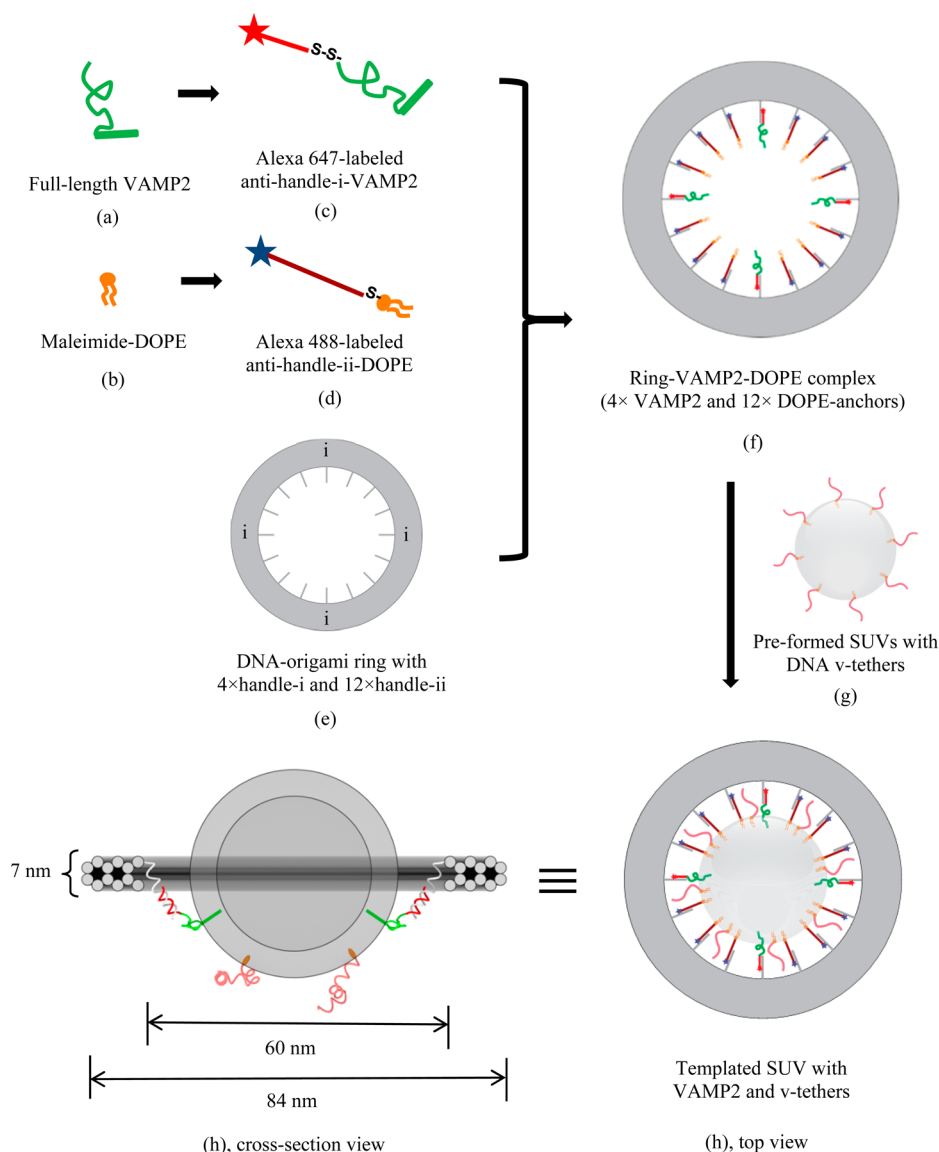 S-S-
Full-length VAMP2
(a)
Alexa 647-labeled
anti-handle-i-VAMP2
(c)
S-
Maleimide-DOPE
(b)
Alexa 488-labeled
anti-handle-ii-DOPE
(d)
Ring-VAMP2-DOPE complex
(4× VAMP2 and 12× DOPE-anchors)
(f)
i
i
i
i
DNA-origami ring with
4×handle-i and 12×handle-ii
(e)
Pre-formed SUVs with
DNA v-tethers
(g)
7 nm
60 nm
84 nm
(h), cross-section view
Templated SUV with
VAMP2 and v-tethers
(h), top view